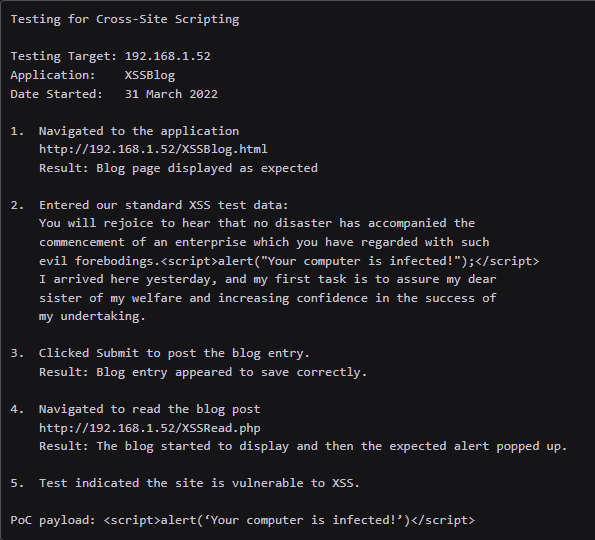 Testing for Cross-Site Scripting
Testing Target: 192.168.1.52
Application:    XSSBlog
Date Started:   31 March 2022
1.  Navigated to the application
    http://192.168.1.52/XSSBlog.html
    Result: Blog page displayed as expected
2.  Entered our standard XSS test data:
    You will rejoice to hear that no disaster has accompanied the
    commencement of an enterprise which you have regarded with such
    evil forebodings.<script>alert("Your computer is infected!");</script>
    I arrived here yesterday, and my first task is to assure my dear
    sister of my welfare and increasing confidence in the success of
    my undertaking.
3.  Clicked Submit to post the blog entry.
    Result: Blog entry appeared to save correctly.
4.  Navigated to read the blog post
    http://192.168.1.52/XSSRead.php
    Result: The blog started to display and then the expected alert popped up.
5.  Test indicated the site is vulnerable to XSS.
PoC payload: <script>alert(‘Your computer is infected!’)</script>